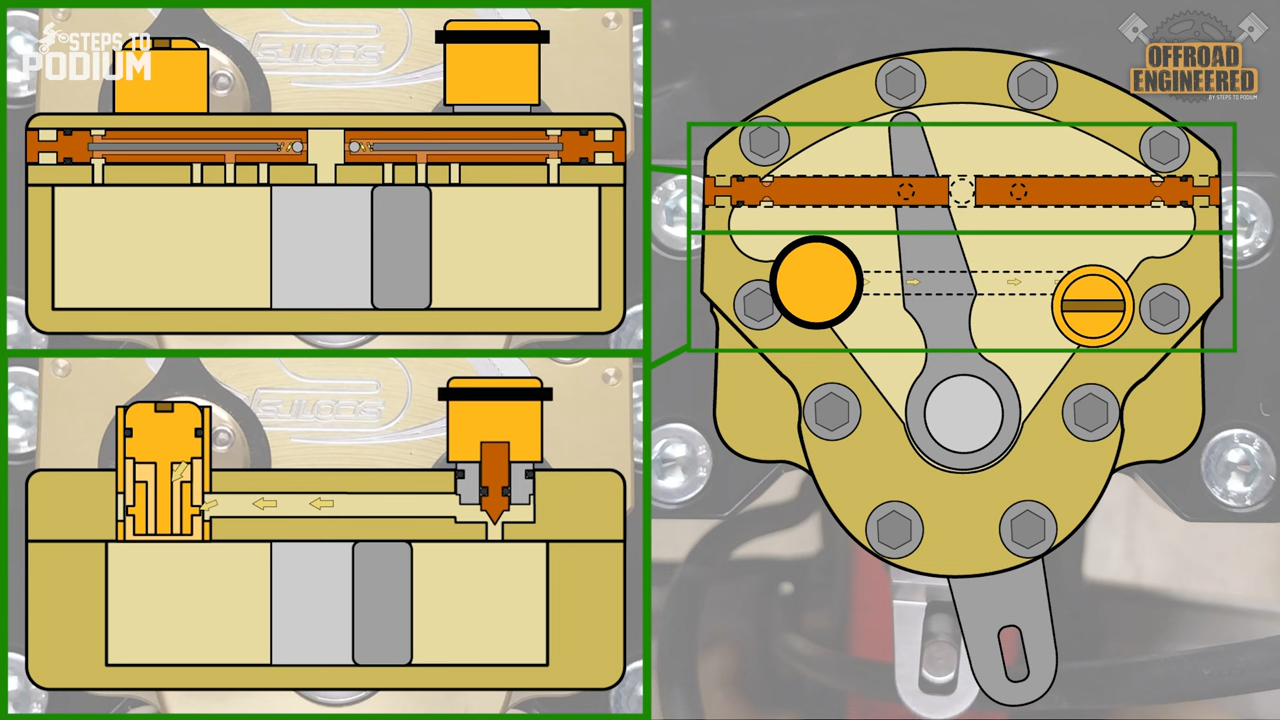 STEPS TO
PODIUM
OFFROAD
ENGINEERED
BY STEPS TO PODIUM